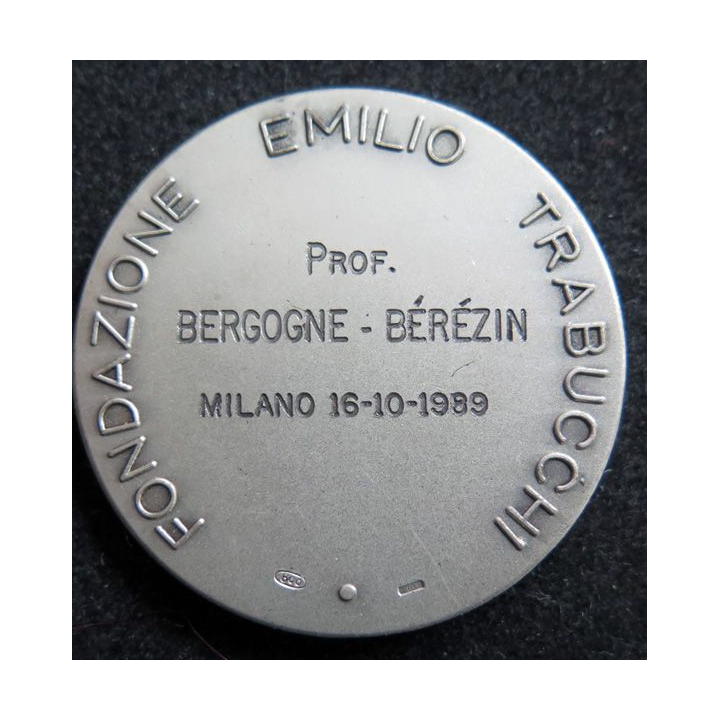 FONDAZIONE EMILIO TRABUCCHI
PROF.
BERGOGNE - BÉRÉZIN
MILANO 16-10-1989